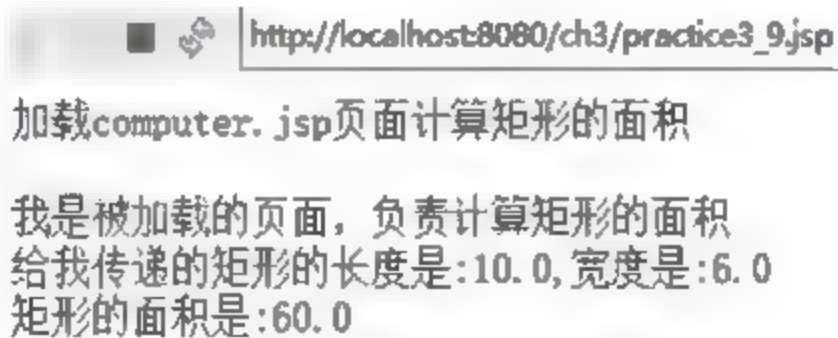 http://localhost:8080/ch3/practice3_9.jsp
加载computer.jsp页面计算矩形的面积
我是被加载的页面，负责计算矩形的面积
给我传递的矩形的长度是:10.0,宽度是:6.0
矩形的面积是:60.0